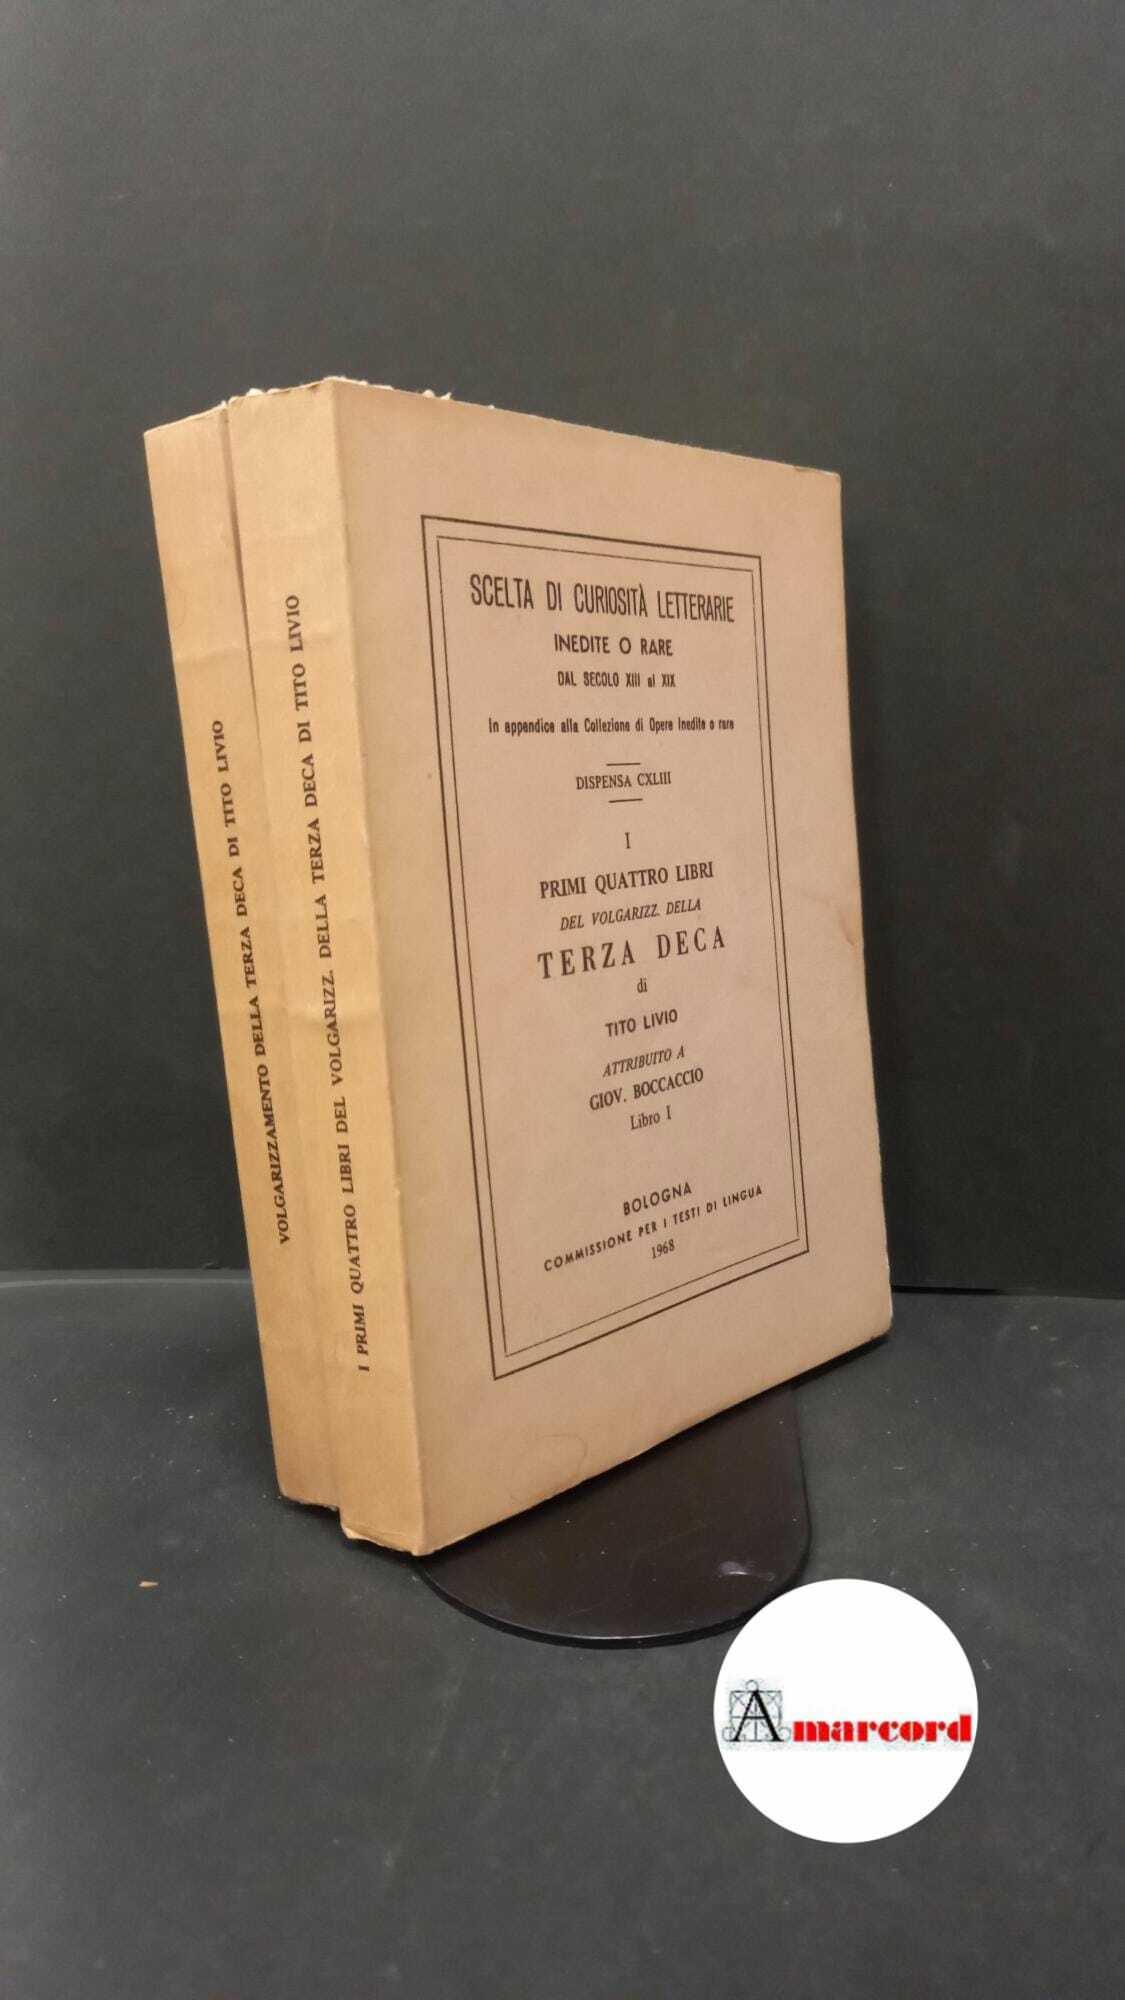 VOLGARIZZAMENTO DELLA TERZA DECA DI TITO LIVIO
I PRIMI QUATTRO LIBRI DEL VOLGARIZZ. DELLA TERZA DECA DI TITO LIVIO
SCELTA DI CURIOSITÀ LETTERARIE
INEDITE O RARE
DAL SECOLO XIII al XIX
In appendice alla Collezione di Opere Inedite o rare
DISPENSA CXLIII
I
PRIMI QUATTRO LIBRI
DEL VOLGARIZZ. DELLA
TERZA DECA
di
TITO LIVIO
ATTRIBUITO A
GIOV. BOCCACCIO
Libro I
BOLOGNA
COMMISSIONE PER I TESTI DI LINGUA
1968
Amarcord